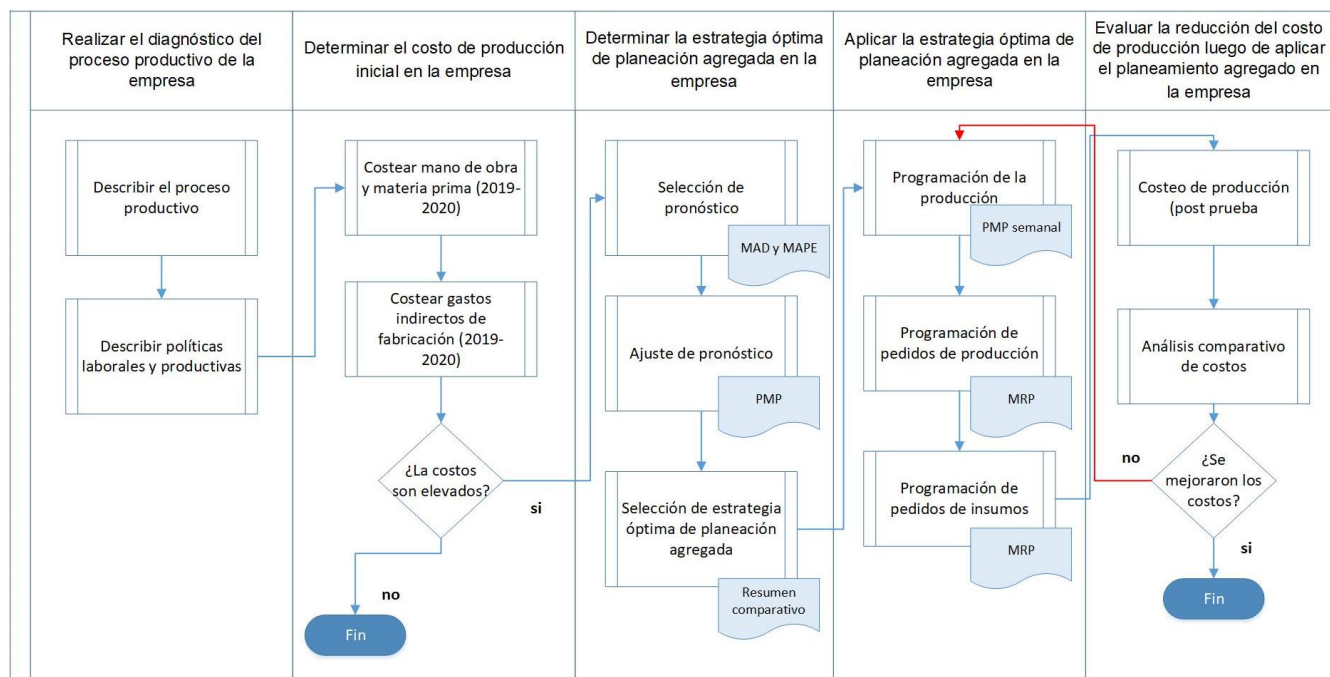 Realizar el diagnóstico del
proceso productivo de la
empresa
Determinar el costo de producción
inicial en la empresa
Determinar la estrategia óptima
de planeación agregada en la
empresa
Aplicar la estrategia óptima de
planeación agregada en la
empresa
Evaluar la reducción del costo
de producción luego de aplicar
el planeamiento agregado en
la empresa
Describir el proceso
productivo
Describir políticas
laborales y productivas
Costear mano de obra
y materia prima (2019-
2020)
Costear gastos
indirectos de
fabricación (2019-
2020)
¿La costos
son elevados?
si
no
Fin
Selección de
pronóstico
MAD y MAPE
Ajuste de pronóstico
PMP
Selección de estrategia
óptima de planeación
agregada
Resumen
comparativo
Programación de la
producción
PMP semanal
Programación de
pedidos de producción
MRP
Programación de
pedidos de insumos
MRP
Costeo de producción
(post prueba
Análisis comparativo
de costos
¿Se
mejoraron los
costos?
no
si
Fin